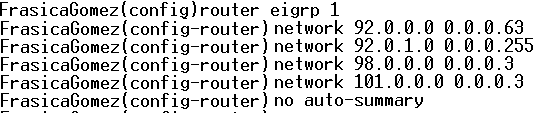 FrasicaGomez(config)router eigrp 1
FrasicaGomez(config-router)network 92.0.0.0 0.0.0.63
FrasicaGomez(config-router)network 92.0.1.0 0.0.0.255
FrasicaGomez(config-router)network 98.0.0.0 0.0.0.3
FrasicaGomez(config-router)network 101.0.0.0 0.0.0.3
FrasicaGomez(config-router)no auto-summary